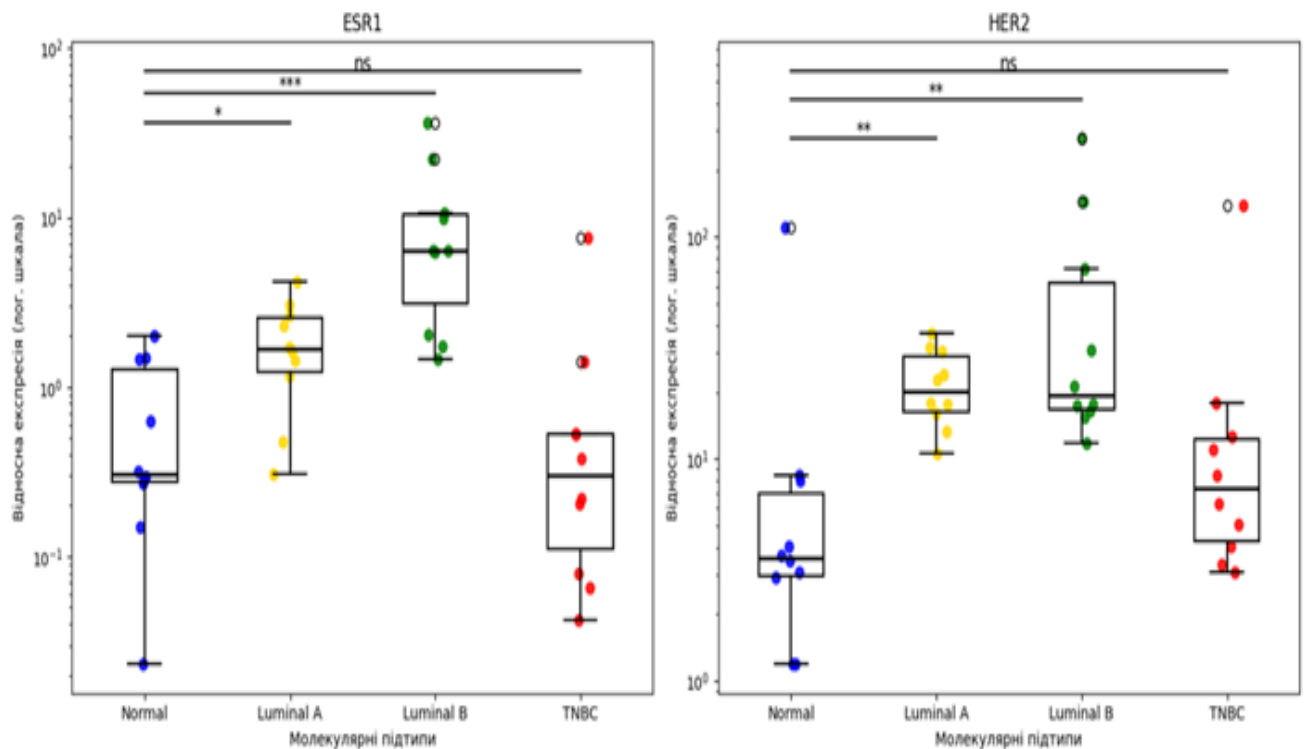 ESR1
10²
10¹
10⁰
10⁻¹
ns
***
*
Відносна експресія (лог. шкала)
Normal
Luminal A
Luminal B
TNBC
Молекулярні підтипи
HER2
10²
10¹
10⁰
ns
**
**
Відносна експресія (лог. шкала)
Normal
Luminal A
Luminal B
TNBC
Молекулярні підтипи